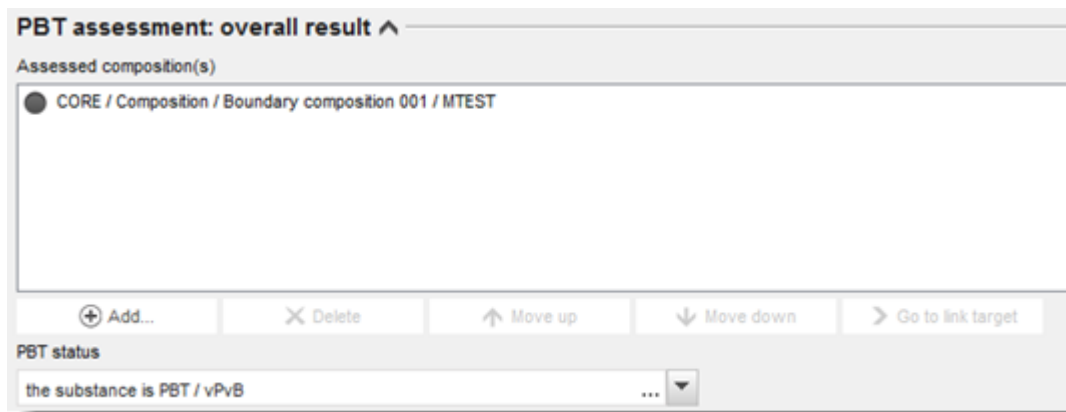 PBT assessment: overall result
Assessed composition(s)
CORE / Composition / Boundary composition 001 / MTEST
Add... Delete Move up Move down Go to link target
PBT status
the substance is PBT / vPvB ...